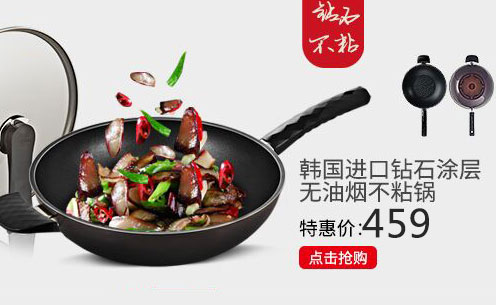 钻石
不粘
韩国进口钻石涂层
无油烟不粘锅
特惠价:459
点击抢购